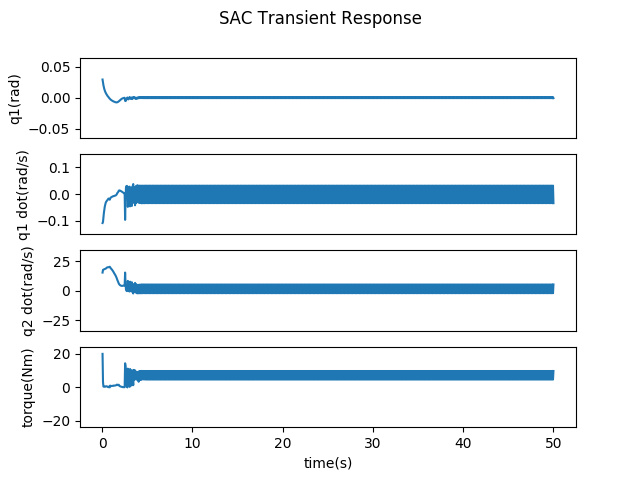 SAC Transient Response
0.05
0.00
−0.05
q1(rad)
0.1
0.0
−0.1
q1 dot(rad/s)
25
0
−25
q2 dot(rad/s)
20
0
−20
torque(Nm)
0 10 20 30 40 50
time(s)